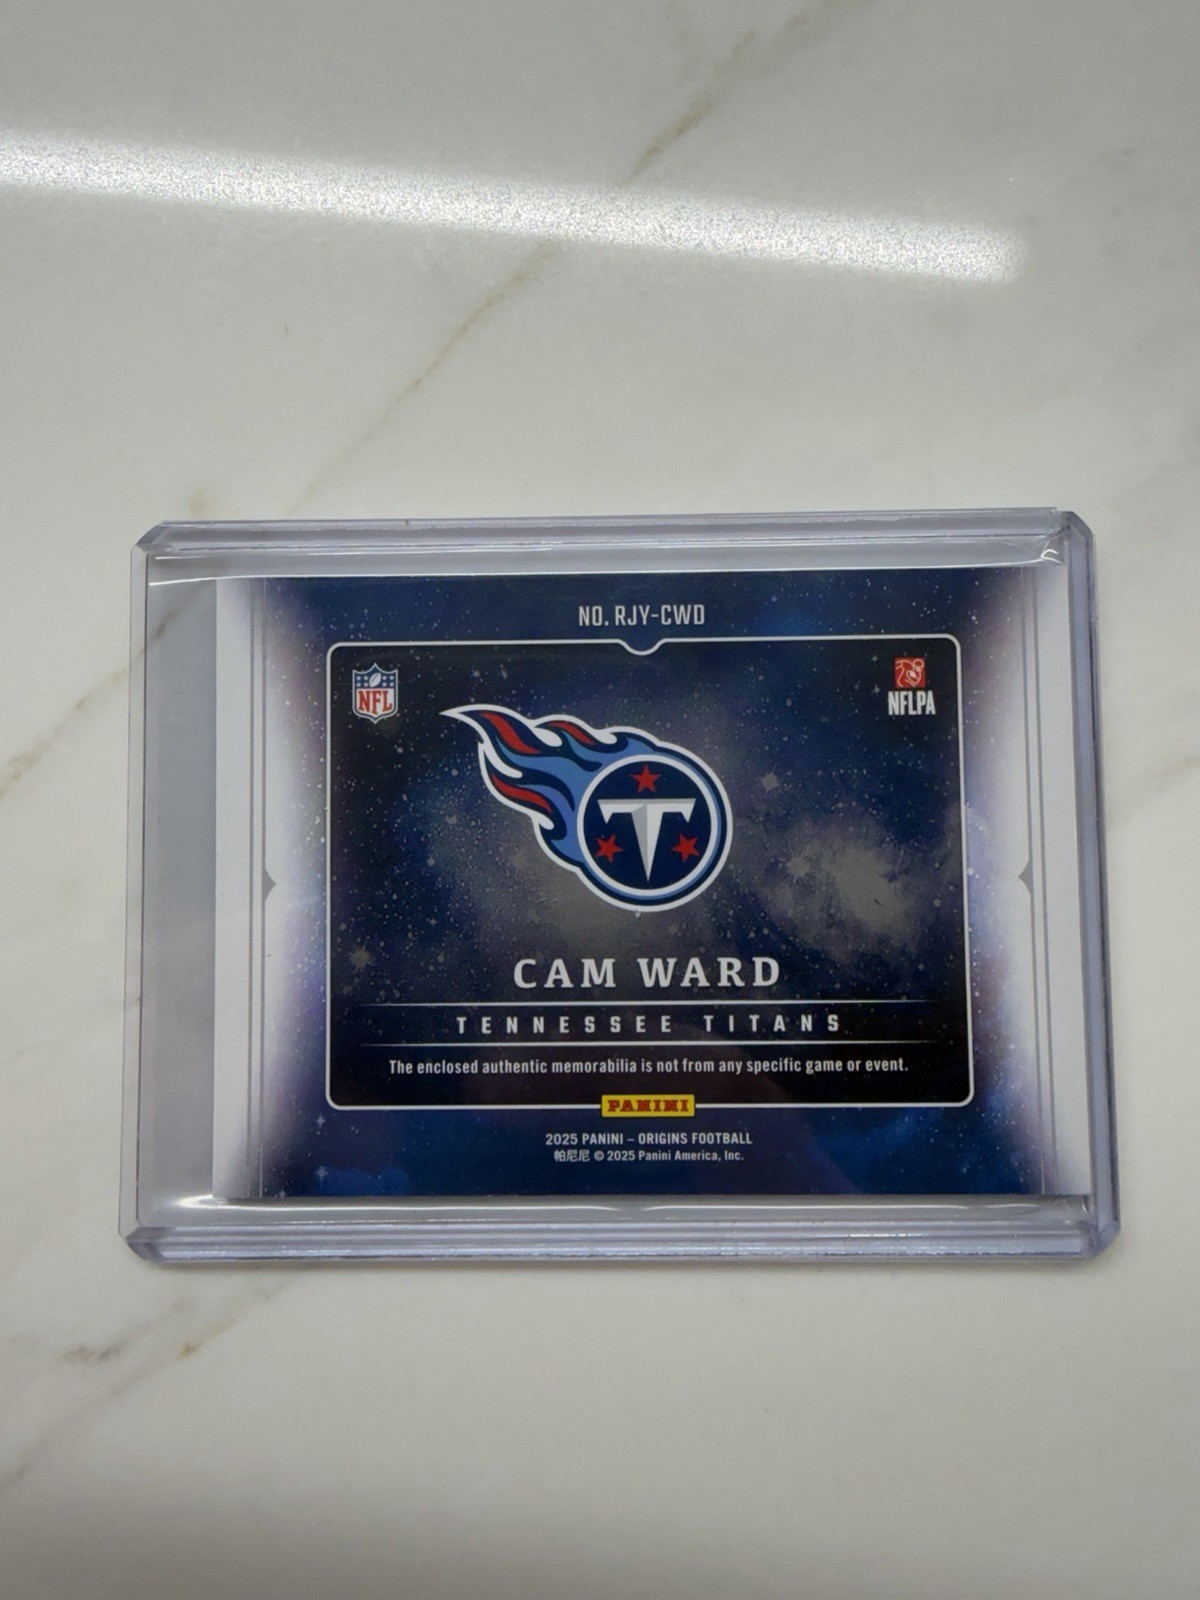 NO. RJY-CWD
NFL
NFLPA
T
CAM WARD
TENNESSEE TITANS
The enclosed authentic memorabilia is not from any specific game or event.
PANINI
2025 PANINI – ORIGINS FOOTBALL
帕尼尼 © 2025 Panini America, Inc.